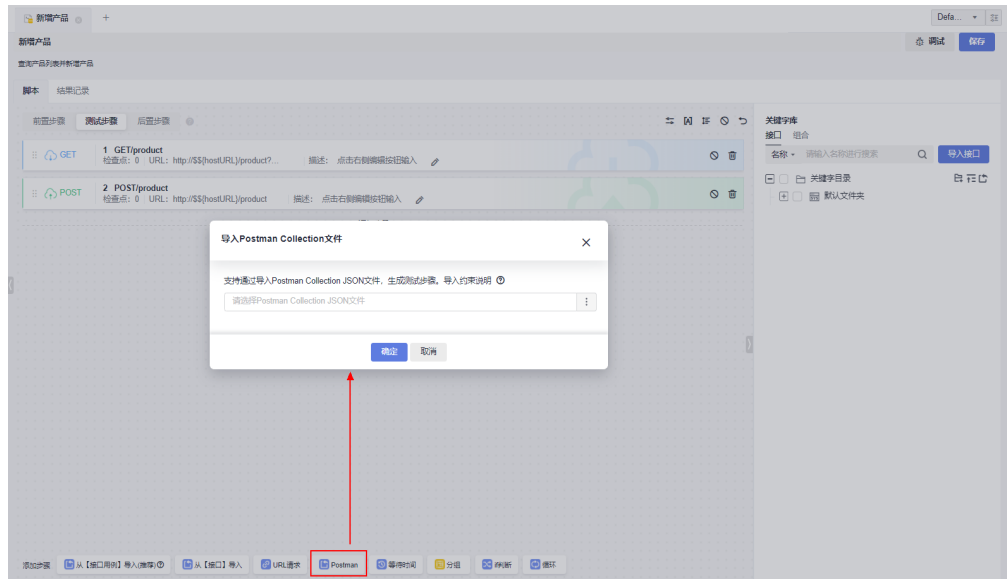 新增产品
Defa...
新增产品
调试
保存
查询产品列表并新增产品
脚本 结果记录
前置步骤 测试步骤 后置步骤
关键字库
接口 组合
GET
1 GET/product
检查点: 0 URL: http://$${hostURL}/product?... 描述: 点击右侧编辑按钮输入
名称 请输入名称进行搜索
导入接口
关键字目录
默认文件夹
POST
2 POST/product
检查点: 0 URL: http://$${hostURL}/product 描述: 点击右侧编辑按钮输入
导入Postman Collection文件
支持通过导入Postman Collection JSON文件，生成测试步骤。导入约束说明
请选择Postman Collection JSON文件
确定 取消
添加步骤 从【接口用例】导入(推荐) 从【接口】导入 URL请求 Postman 等待时间 分组 IF判断 循环